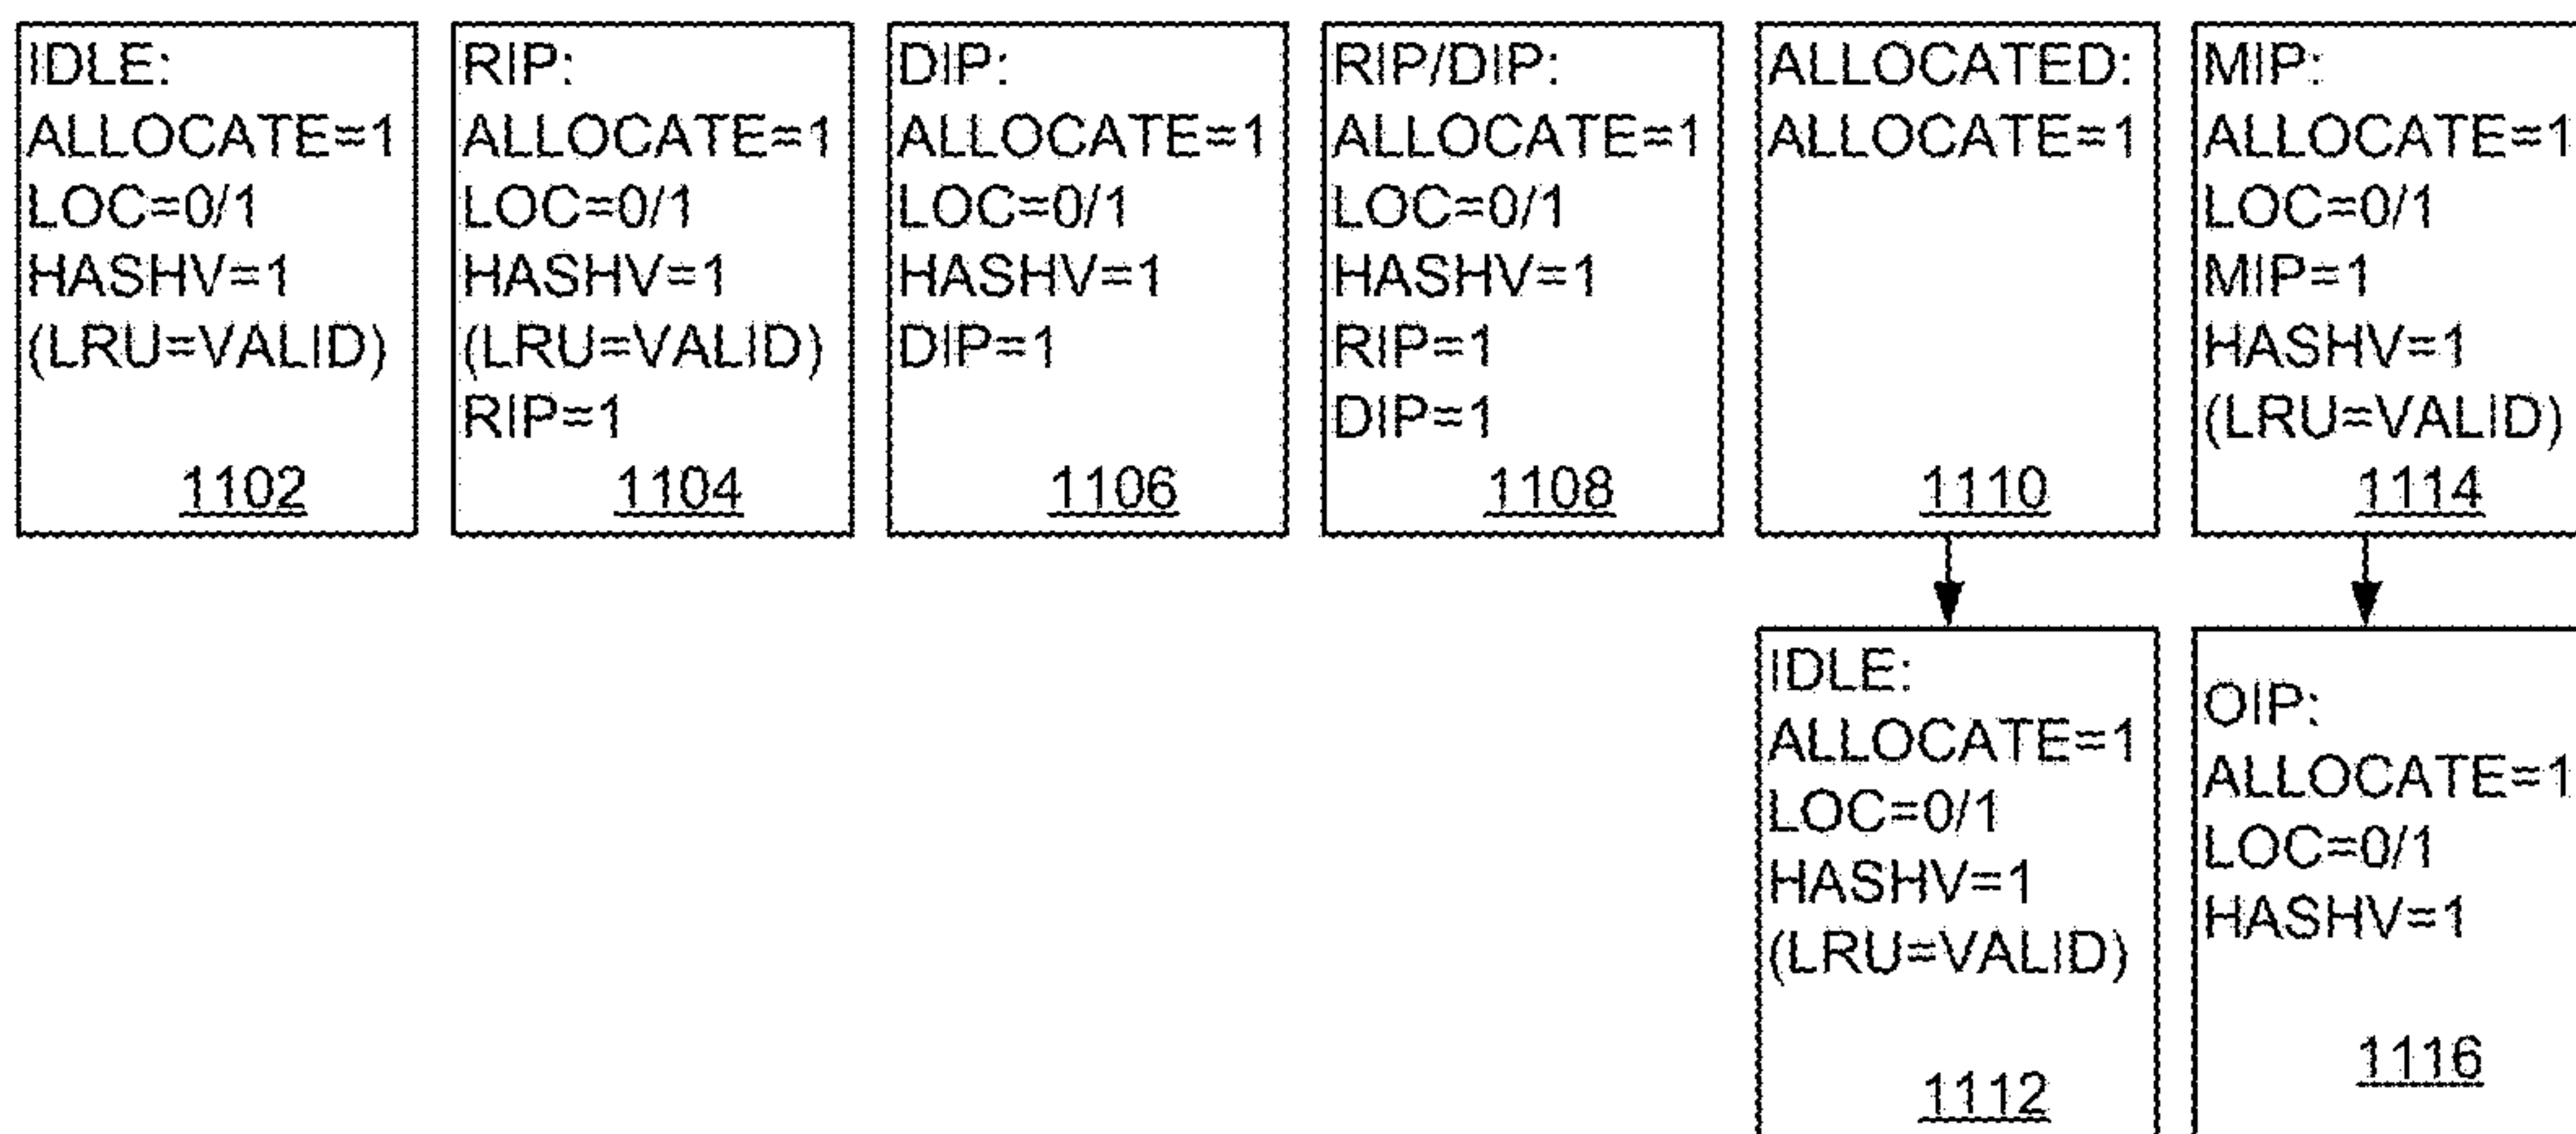 IDLE:
ALLOCATE=1
LOC=0/1
HASHV=1
(LRU=VALID)
1102
RIP:
ALLOCATE=1
LOC=0/1
HASHV=1
(LRU=VALID)
RIP=1
1104
DIP:
ALLOCATE=1
LOC=0/1
HASHV=1
DIP=1
1106
RIP/DIP:
ALLOCATE=1
LOC=0/1
HASHV=1
RIP=1
DIP=1
1108
ALLOCATED:
ALLOCATE=1
1110
MIP:
ALLOCATE=1
LOC=0/1
MIP=1
HASHV=1
(LRU=VALID)
1114
IDLE:
ALLOCATE=1
LOC=0/1
HASHV=1
(LRU=VALID)
1112
OIP:
ALLOCATE=1
LOC=0/1
HASHV=1
1116